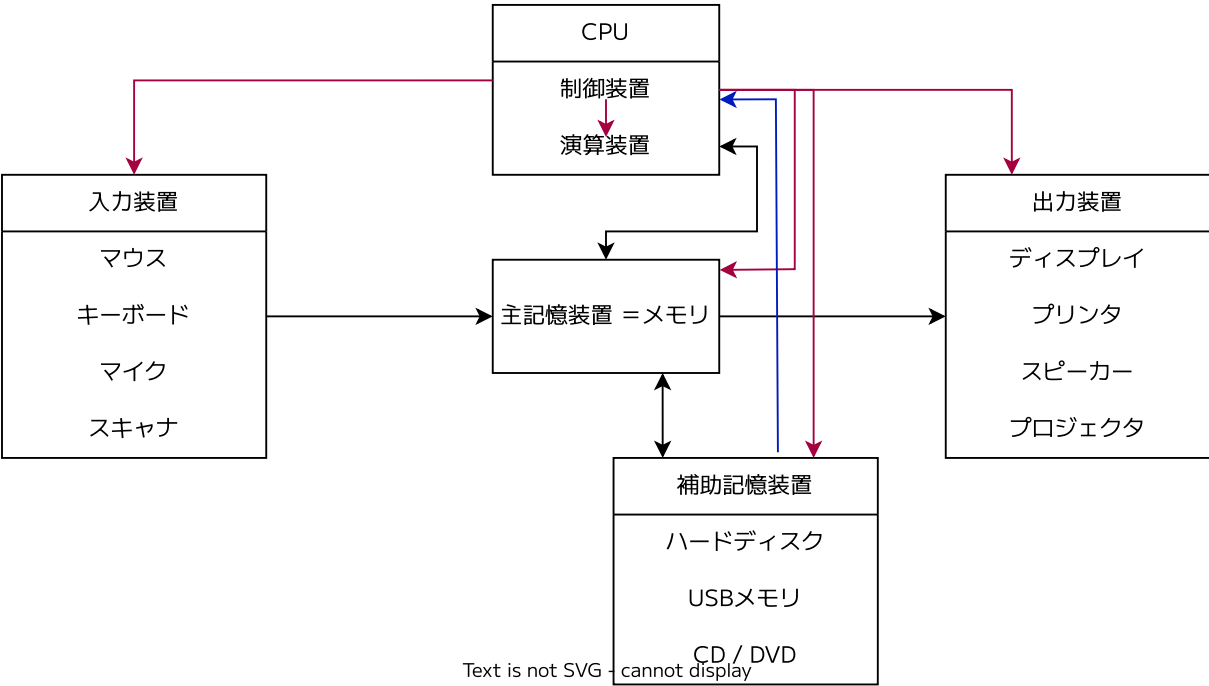 CPU
制御装置
演算装置
入力装置
マウス
キーボード
マイク
スキャナ
主記憶装置 ＝メモリ
出力装置
ディスプレイ
プリンタ
スピーカー
プロジェクタ
補助記憶装置
ハードディスク
USBメモリ
CD / DVD
Text is not SVG - cannot display